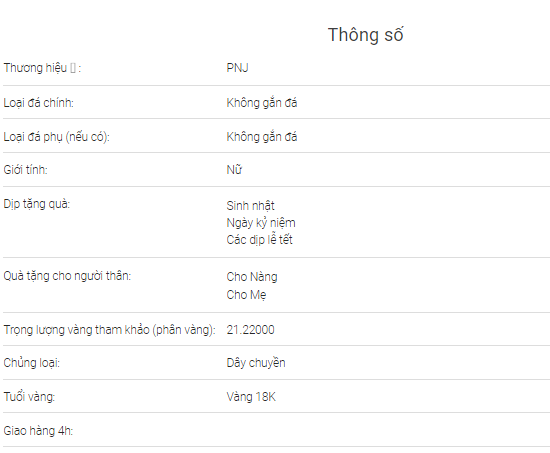 Thông số
Thương hiệu ▯ : PNJ
Loại đá chính: Không gắn đá
Loại đá phụ (nếu có): Không gắn đá
Giới tính: Nữ
Dịp tặng quà: Sinh nhật
Ngày kỷ niệm
Các dịp lễ tết
Quà tặng cho người thân: Cho Nàng
Cho Mẹ
Trọng lượng vàng tham khảo (phân vàng): 21.22000
Chủng loại: Dây chuyền
Tuổi vàng: Vàng 18K
Giao hàng 4h: